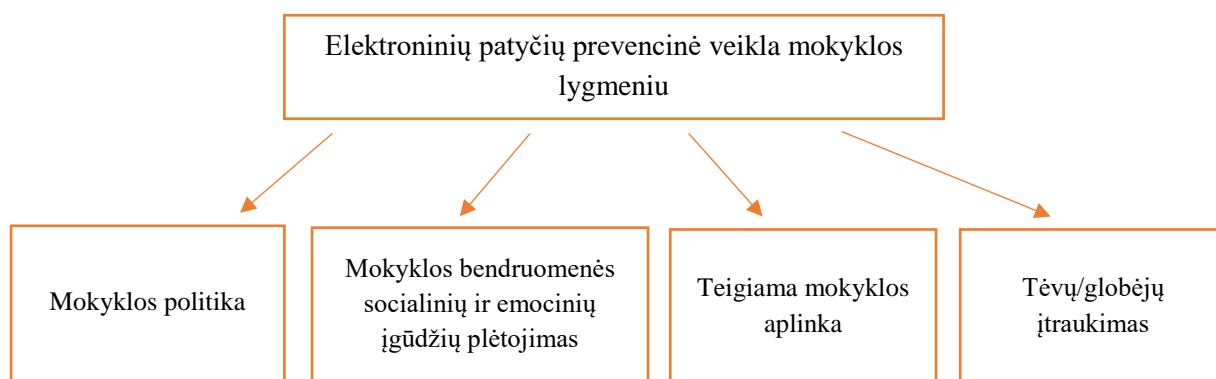 Elektroninių patyčių prevencinė veikla mokyklos
lygmeniu
Mokyklos politika
Mokyklos bendruomenės
socialinių ir emocinių
įgūdžių plėtojimas
Teigiama mokyklos
aplinka
Tėvų/globėjų
įtraukimas